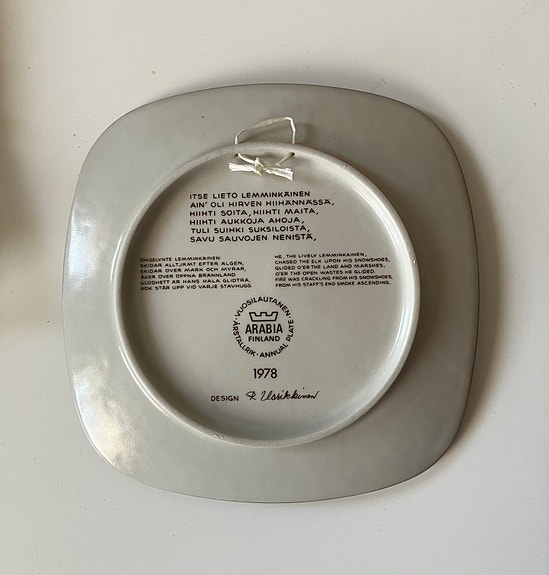 ITSE LIETO LEMMINKÄINEN
AIN' OLI HIRVEN HIIHÄNNÄSSÄ,
HIIHTI SOITA, HIIHTI MAITA,
HIIHTI AUKKOJA AHOJA,
TULI SUIHKI SUKSILOISTA,
SAVU SAUVOJEN NENISTÄ,
OMSELYNTE LEMMINKÄINEN
SKIDAR ALLTJÄMT EFTER ÄLGEN,
SKIDAR ÖVER MARK OCH MYRAR,
ÅKER ÖVER ÖPPNA BRÄNNLAND.
GLÖDHETT ÄR HANS HALA GLIDTRÄ,
RÖK STÅR UPP VID VARJE STAVHUGG
HE, THE LIVELY LEMMINKAINEN,
CHASED THE ELK UPON HIS SNOWSHOES,
GLIDED O'ER THE LAND AND MARSHES,
O'ER THE OPEN WASTES HE GLIDED.
FIRE WAS CRACKLING FROM HIS SNOWSHOES,
FROM HIS STAFF'S END SMOKE ASCENDING.
VUOSILAUTANEN
ARABIA
FINLAND
ÅRSTALLRIK · ANNUAL PLATE
1978
DESIGN R. Uosikkinen